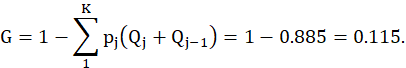 G = 1 − ∑₁ᴷ pⱼ(Qⱼ + Qⱼ₋₁) = 1 − 0.885 = 0.115.